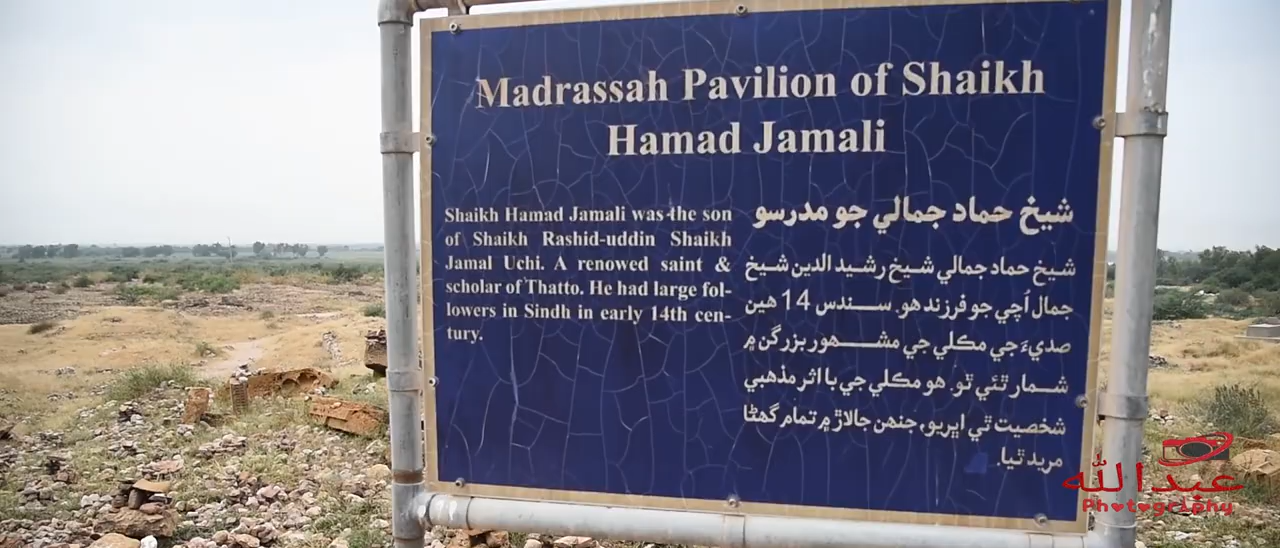 Madrassah Pavilion of Shaikh
Hamad Jamali
Shaikh Hamad Jamali was the son
of Shaikh Rashid-uddin Shaikh
Jamal Uchi. A renowed saint &
scholar of Thatto. He had large fol-
lowers in Sindh in early 14th cen-
tury.
شيخ حماد جمالي جو مدرسو
شيخ حماد جمالي شيخ رشيد الدين شيخ
جمال اُچي جو فرزند هو. سندس 14 هين
صديءَ جي مڪلي جي مشهور بزرگن ۾
شمار ٿئي ٿو. هو مڪلي جي با اثر مذهبي
شخصيت ٿي اڀريو، جنهن جا لاڙ ۾ تمام گهڻا
مريد ٿيا.
عبدالله
Photography